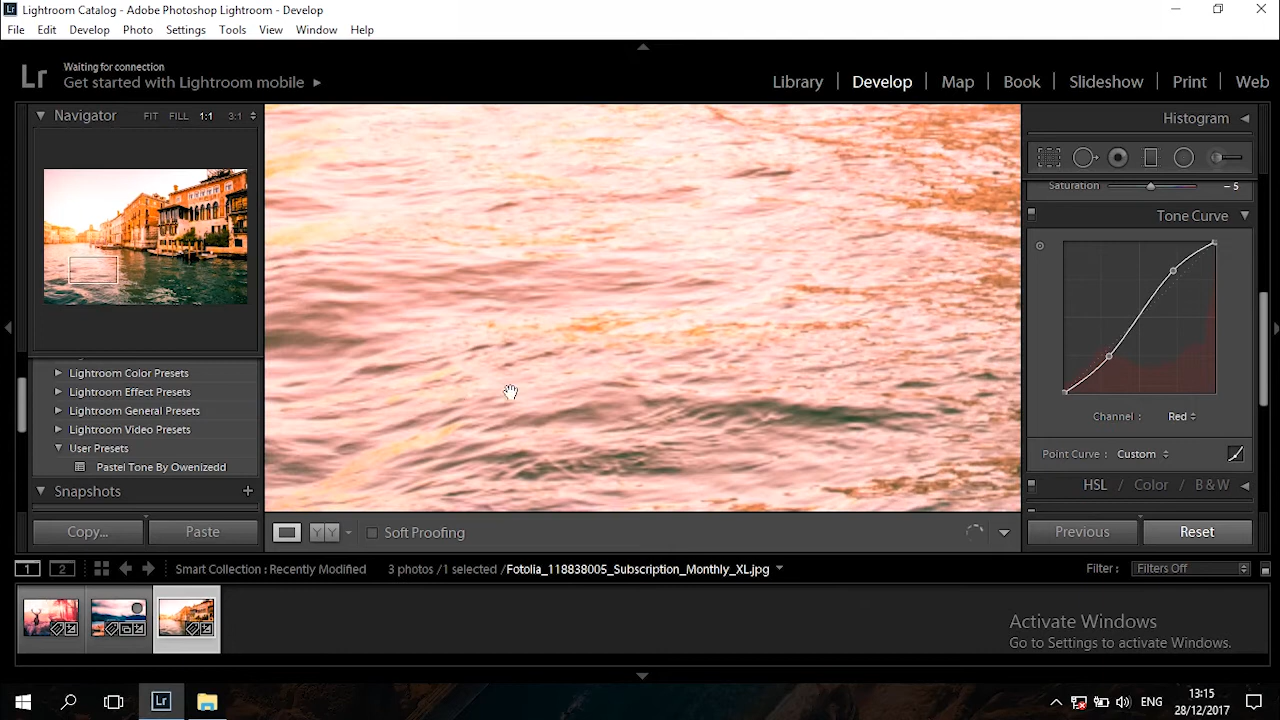 Lightroom Catalog - Adobe Photoshop Lightroom - Develop
File Edit Develop Photo Settings Tools View Window Help
Lr
Waiting for connection
Get started with Lightroom mobile
Library Develop Map Book Slideshow Print Web
Navigator FIT FILL 1:1 3:1
Histogram
Saturation - 5
Tone Curve
Channel : Red
Point Curve : Custom
HSL / Color / B & W
Previous Reset
Lightroom Color Presets
Lightroom Effect Presets
Lightroom General Presets
Lightroom Video Presets
User Presets
Pastel Tone By Owenizedd
Snapshots +
Copy... Paste
Y Y Soft Proofing
1 2 Smart Collection : Recently Modified 3 photos / 1 selected / Fotolia_118838005_Subscription_Monthly_XL.jpg Filter : Filters Off
Activate Windows
Go to Settings to activate Windows.
Lr
ENG
13:15
28/12/2017